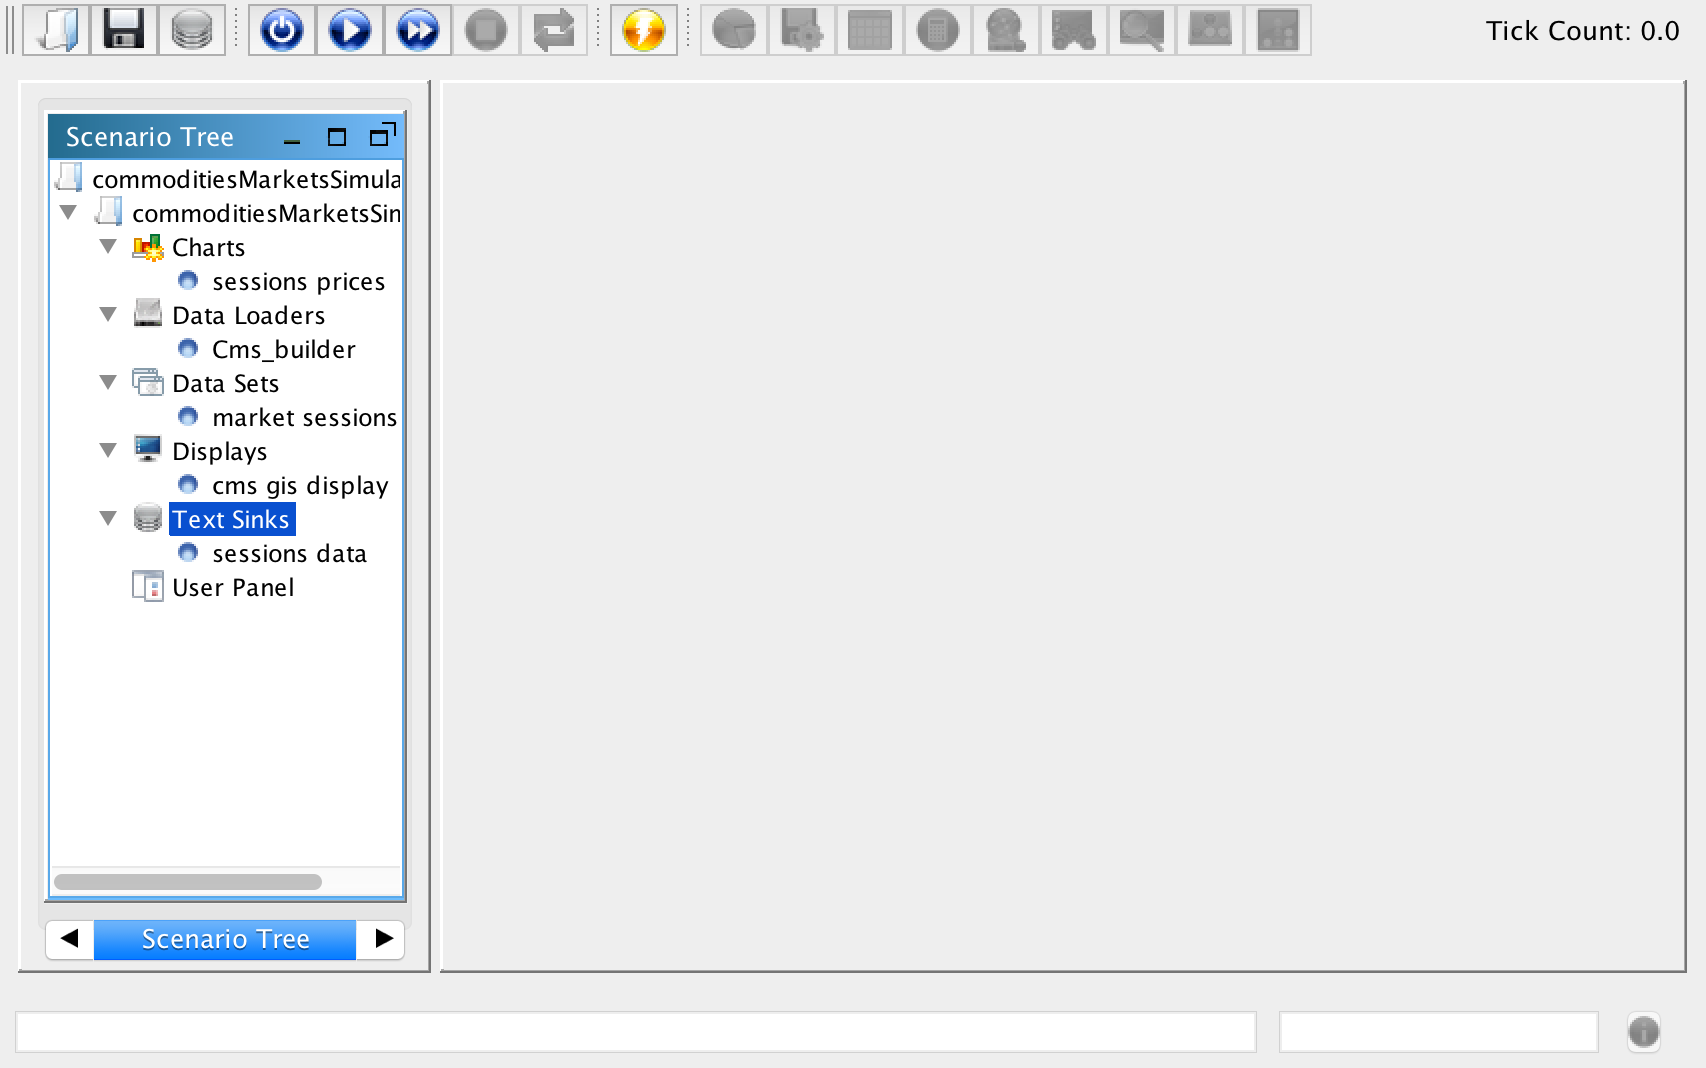 Tick Count: 0.0
Scenario Tree
commoditiesMarketsSimula
commoditiesMarketsSin
Charts
sessions prices
Data Loaders
Cms_builder
Data Sets
market sessions
Displays
cms gis display
Text Sinks
sessions data
User Panel
Scenario Tree